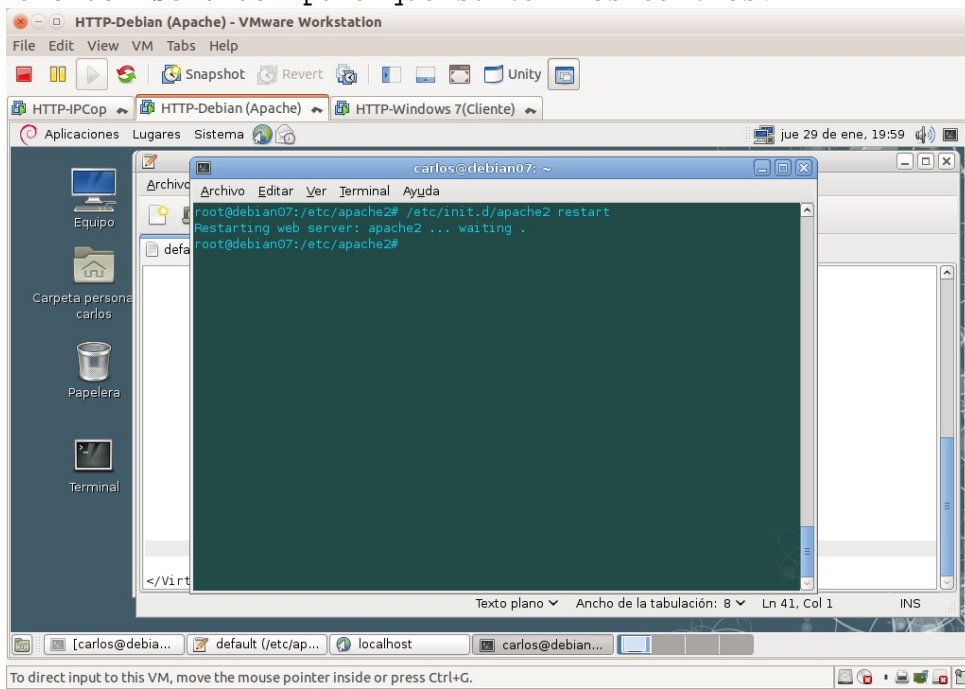 HTTP-Debian (Apache) - VMware Workstation
File Edit View VM Tabs Help
Snapshot Revert Unity
HTTP-IPCop HTTP-Debian (Apache) HTTP-Windows 7(Cliente)
Aplicaciones Lugares Sistema jue 29 de ene, 19:59
carlos@debian07: ~
Archivo
Archivo Editar Ver Terminal Ayuda
root@debian07:/etc/apache2# /etc/init.d/apache2 restart
Restarting web server: apache2 ... waiting .
root@debian07:/etc/apache2#
Equipo
defa
Carpeta persona
carlos
Papelera
Terminal
</Virt
Texto plano Ancho de la tabulación: 8 Ln 41, Col 1 INS
[carlos@debia... default (/etc/ap... localhost carlos@debian...
To direct input to this VM, move the mouse pointer inside or press Ctrl+G.